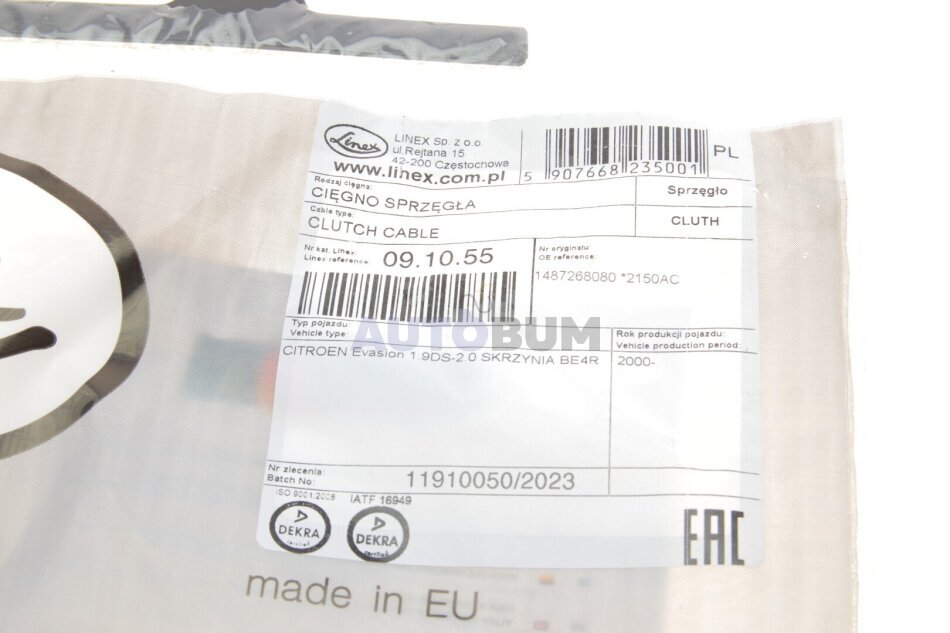 Linex
LINEX Sp. z o.o
ul.Rejtana 15
42-200 Częstochowa
www.linex.com.pl
5 907668 235001
PL
Rodzaj cięgna:
CIĘGNO SPRZĘGŁA
Sprzęgło
Cable type:
CLUTCH CABLE
CLUTH
Nr kat. Linex:
Linex reference:
09.10.55
Nr oryginału:
OE reference:
1487268080 *2150AC
AUTOBUM
Typ pojazdu:
Vehicle type:
CITROEN Evasion 1.9DS-2.0 SKRZYNIA BE4R
Rok produkcji pojazdu:
Vehicle production period:
2000-
Nr zlecenia:
Batch No:
11910050/2023
ISO 9001:2008
IATF 16949
DEKRA
DEKRA
certified
EAC
made in EU